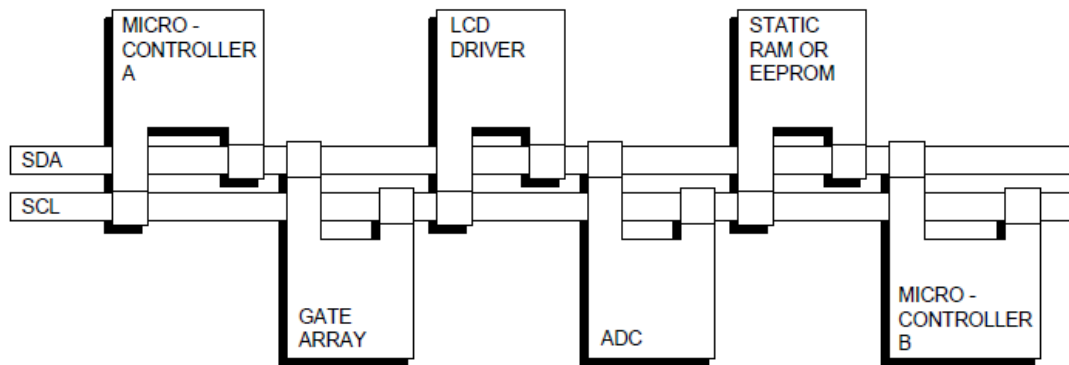 MICRO -
CONTROLLER
A
LCD
DRIVER
STATIC
RAM OR
EEPROM
SDA
SCL
GATE
ARRAY
ADC
MICRO -
CONTROLLER
B